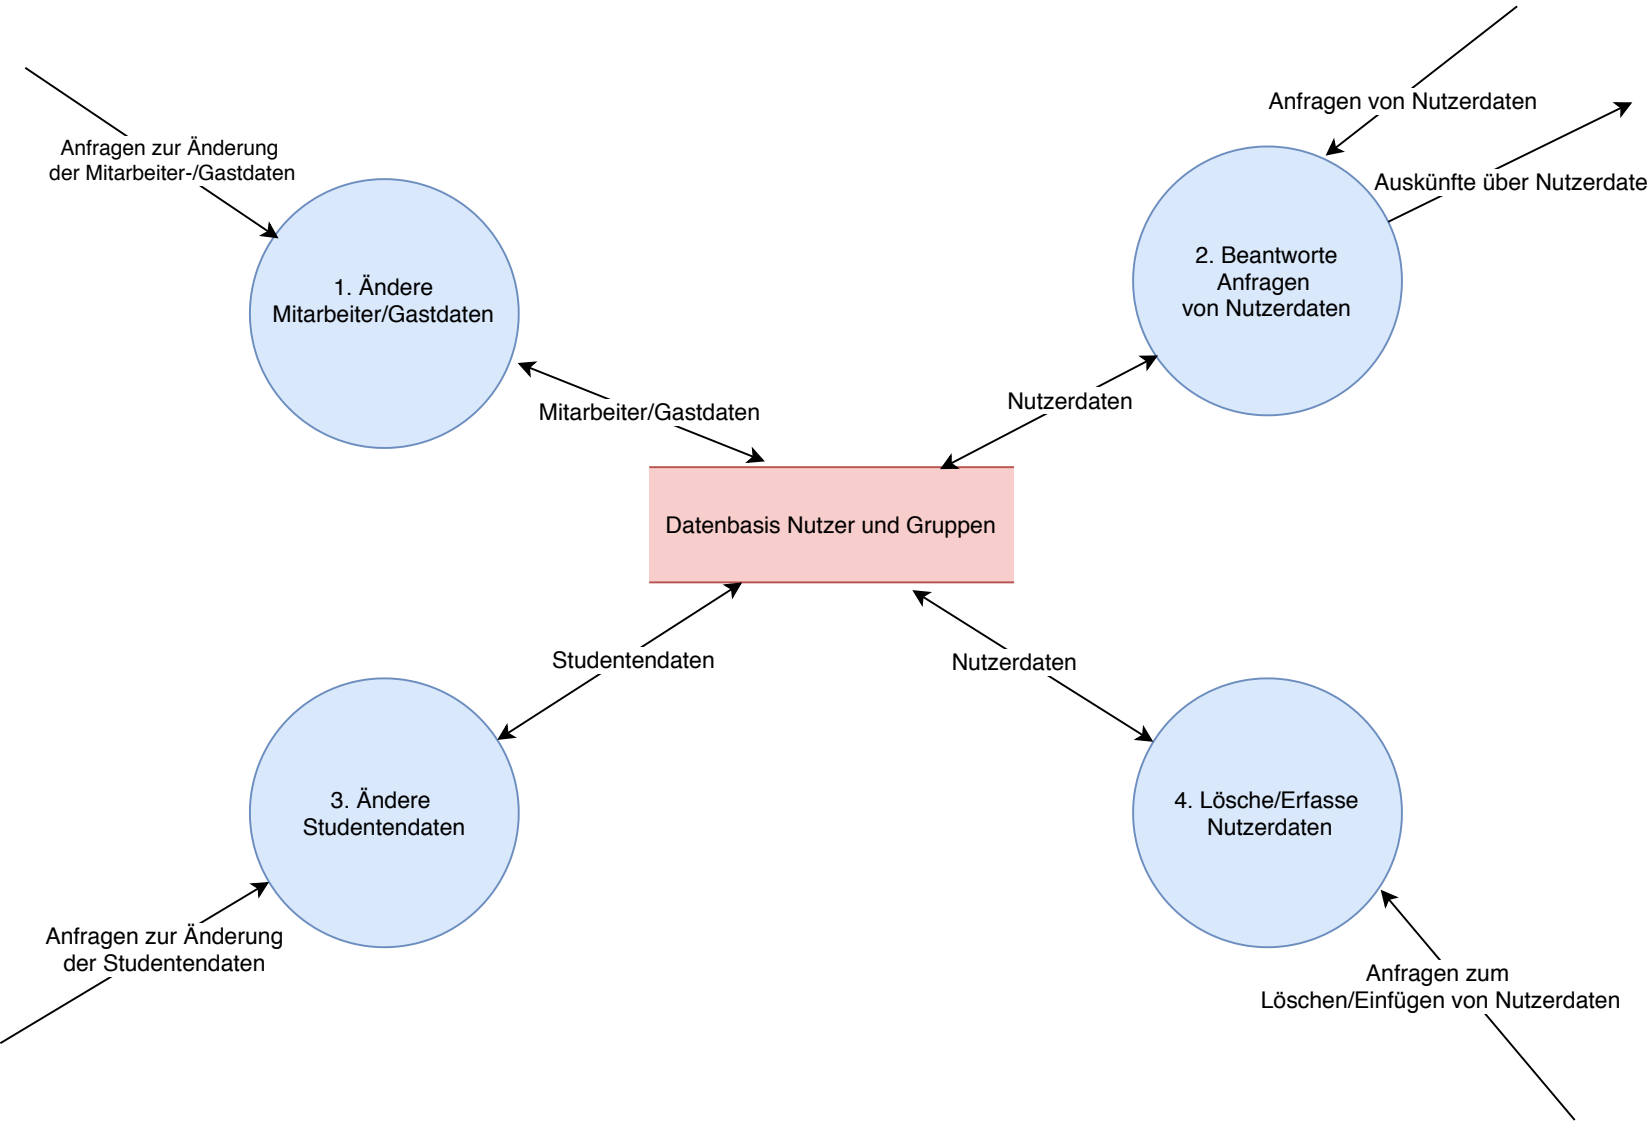 Anfragen von Nutzerdaten
Anfragen zur Änderung
der Mitarbeiter-/Gastdaten
Auskünfte über Nutzerdate
1. Ändere
Mitarbeiter/Gastdaten
2. Beantworte
Anfragen
von Nutzerdaten
Mitarbeiter/Gastdaten
Nutzerdaten
Datenbasis Nutzer und Gruppen
Studentendaten
Nutzerdaten
3. Ändere
Studentendaten
4. Lösche/Erfasse
Nutzerdaten
Anfragen zur Änderung
der Studentendaten
Anfragen zum
Löschen/Einfügen von Nutzerdaten